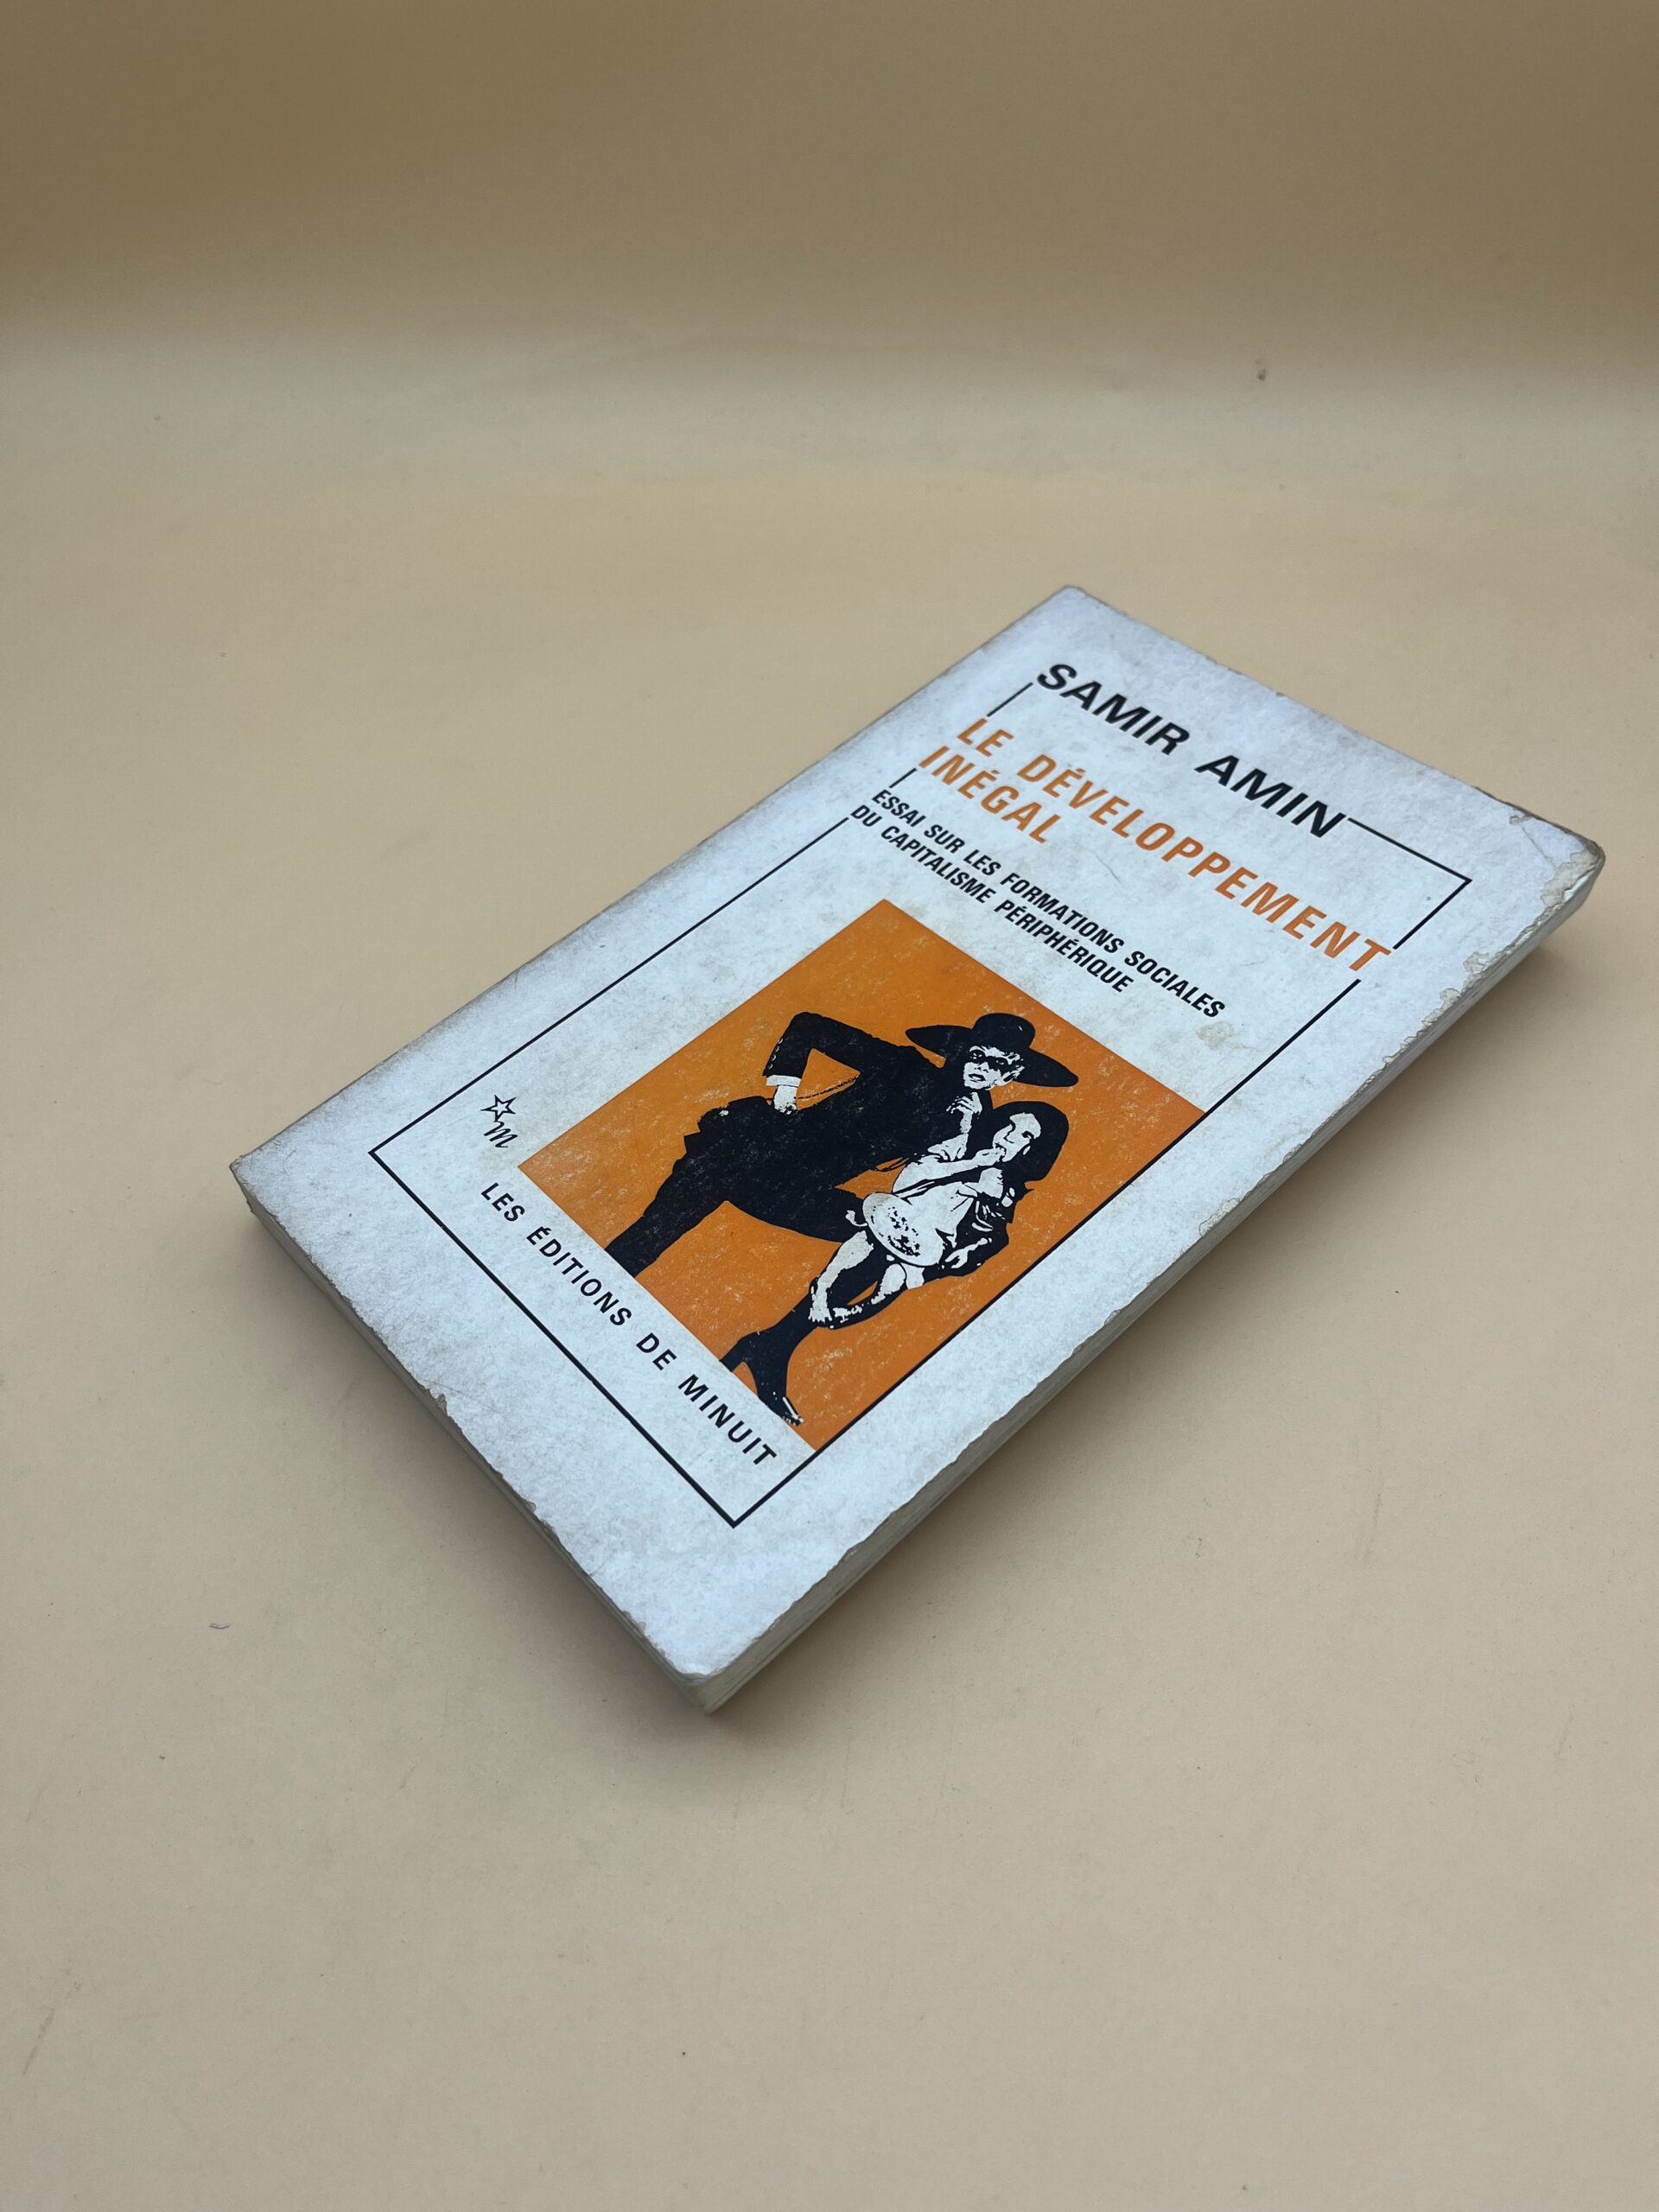 SAMIR AMIN
LE DÉVELOPPEMENT
INÉGAL
ESSAI SUR LES FORMATIONS SOCIALES
DU CAPITALISME PÉRIPHÉRIQUE
m
LES ÉDITIONS DE MINUIT